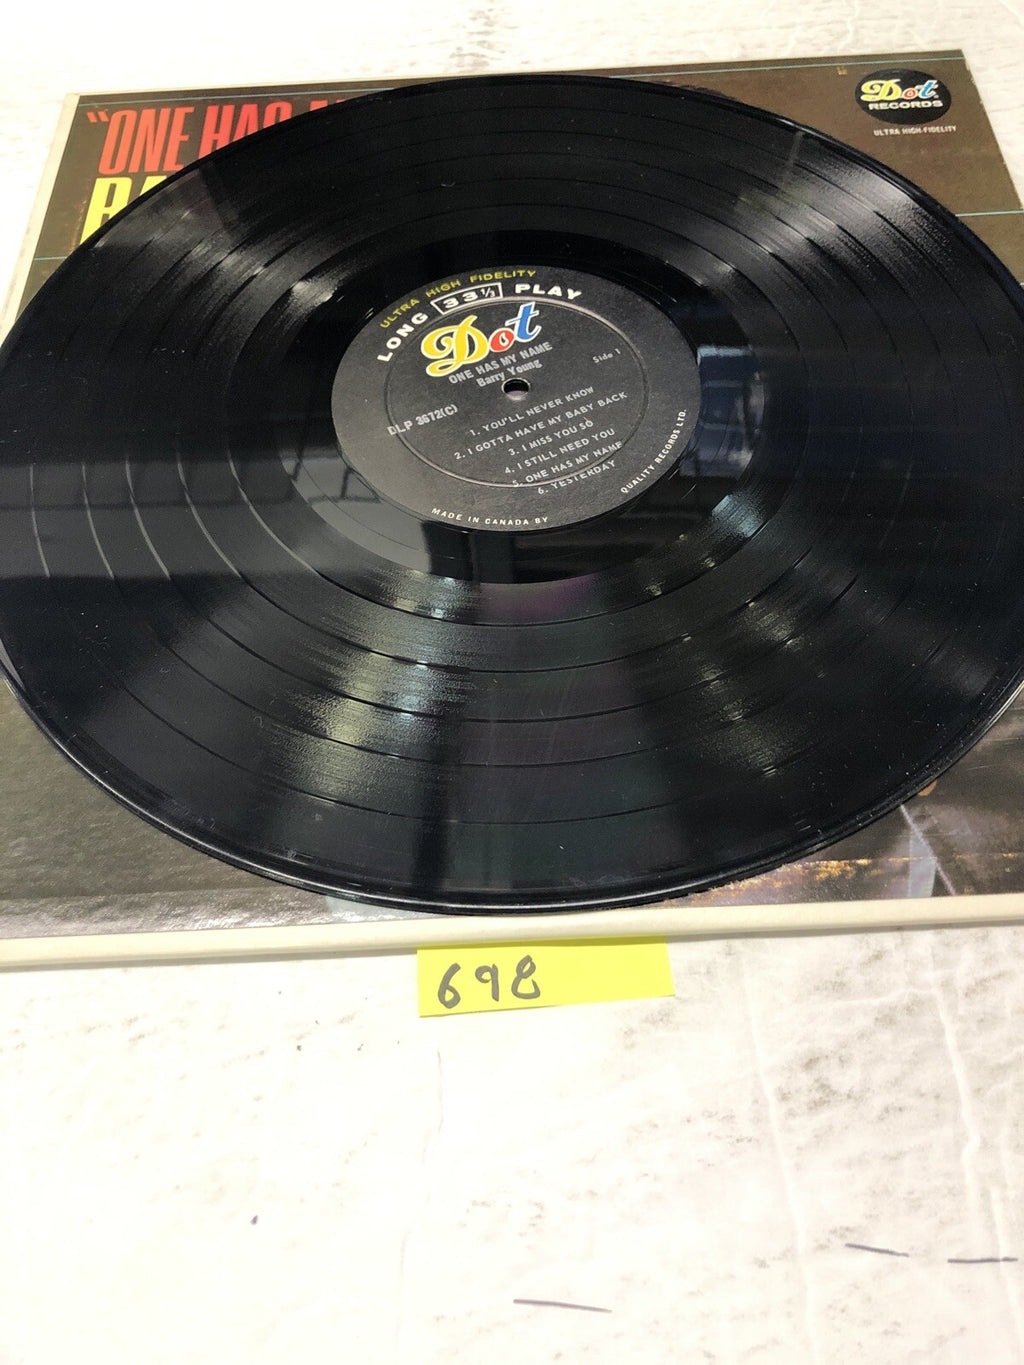 "ONE HAS
Dot
RECORDS
ULTRA HIGH-FIDELITY
ULTRA HIGH FIDELITY
LONG 33 1/3 PLAY
Dot
ONE HAS MY NAME
Barry Young
Side 1
DLP 3672(C)
1. YOU'LL NEVER KNOW
2. I GOTTA HAVE MY BABY BACK
3. I MISS YOU SO
4. I STILL NEED YOU
5. ONE HAS MY NAME
6. YESTERDAY
MADE IN CANADA BY
QUALITY RECORDS LTD.
698